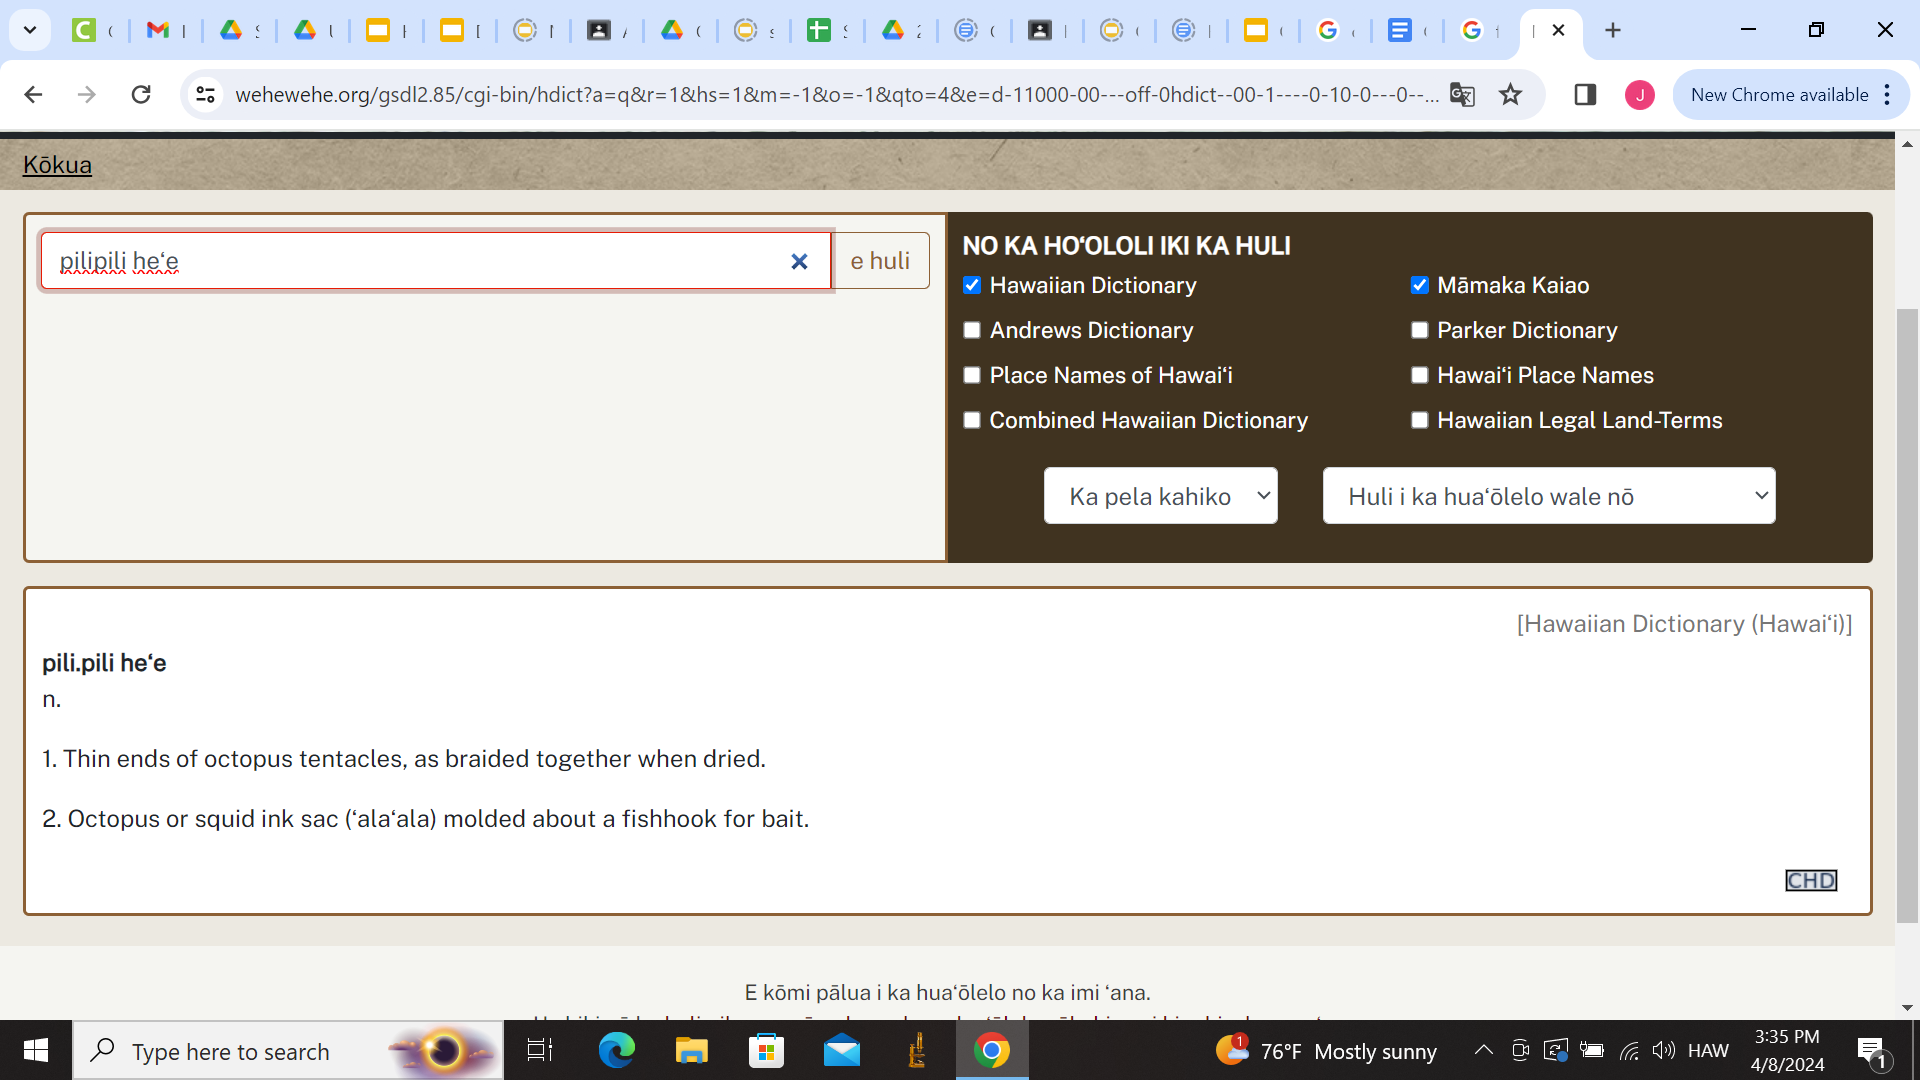 wehewehe.org/gsdl2.85/cgi-bin/hdict?a=q&r=1&hs=1&m=-1&o=-1&qto=4&e=d-11000-00---off-0hdict--00-1----0-10-0---0--...
J
New Chrome available
Kōkua
pilipili heʻe
e huli
NO KA HOʻOLOLI IKI KA HULI
Hawaiian Dictionary
Māmaka Kaiao
Andrews Dictionary
Parker Dictionary
Place Names of Hawaiʻi
Hawaiʻi Place Names
Combined Hawaiian Dictionary
Hawaiian Legal Land-Terms
Ka pela kahiko
Huli i ka huaʻōlelo wale nō
[Hawaiian Dictionary (Hawaiʻi)]
pili.pili heʻe
n.
1. Thin ends of octopus tentacles, as braided together when dried.
2. Octopus or squid ink sac (ʻalaʻala) molded about a fishhook for bait.
CHD
E kōmi pālua i ka huaʻōlelo no ka imi ʻana.
Type here to search
1
76°F Mostly sunny
HAW
3:35 PM
4/8/2024
1